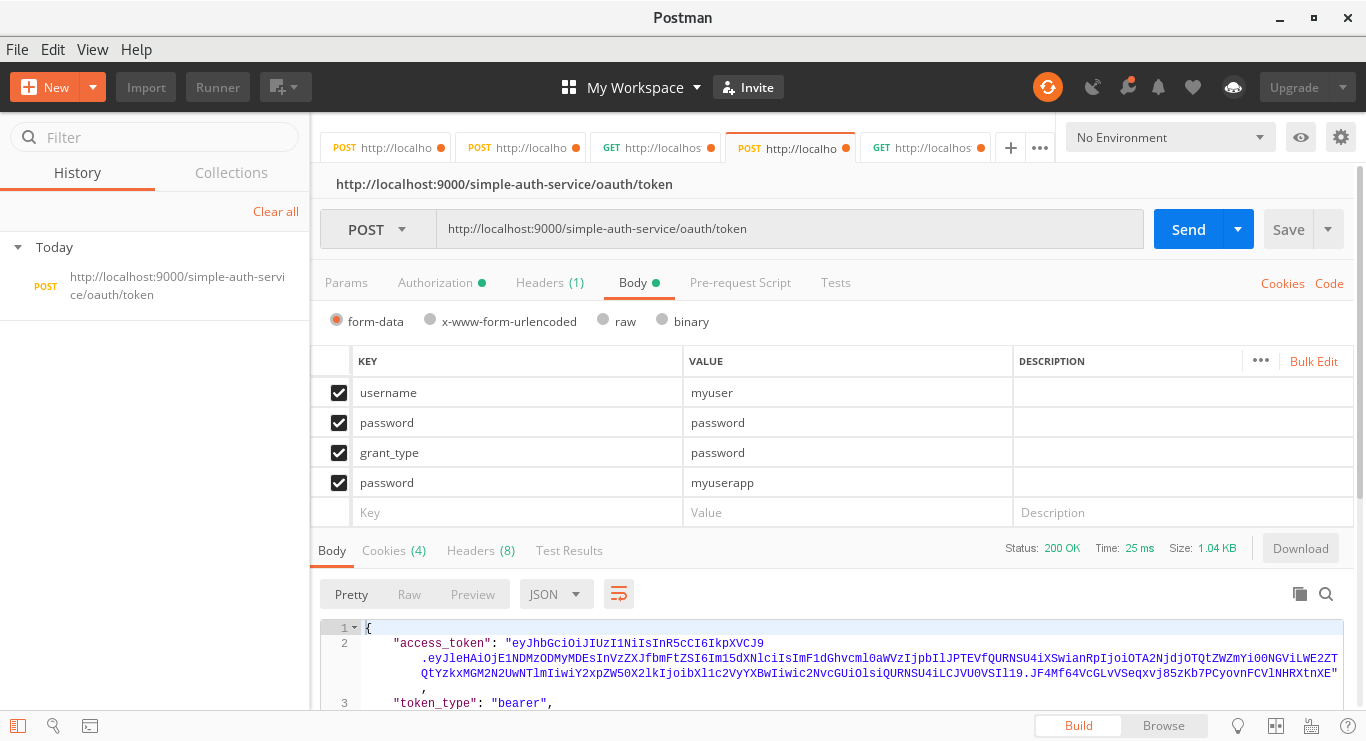 Postman
File Edit View Help
New Import Runner My Workspace Invite Upgrade
Filter
History Collections
Clear all
Today
POST http://localhost:9000/simple-auth-servi
ce/oauth/token
POST http://localho POST http://localho GET http://localhos POST http://localho GET http://localhos + ••• No Environment
http://localhost:9000/simple-auth-service/oauth/token
POST http://localhost:9000/simple-auth-service/oauth/token Send Save
Params Authorization Headers (1) Body Pre-request Script Tests Cookies Code
form-data x-www-form-urlencoded raw binary
KEY VALUE DESCRIPTION ••• Bulk Edit
username myuser
password password
grant_type password
password myuserapp
Key Value Description
Body Cookies (4) Headers (8) Test Results Status: 200 OK Time: 25 ms Size: 1.04 KB Download
Pretty Raw Preview JSON
1 {
2 "access_token": "eyJhbGciOiJIUzI1NiIsInR5cCI6IkpXVCJ9
.eyJleHAiOjE1NDMzODMyMDEsInVzZXJfbmFtZSI6Im15dXNlciIsImF1dGhvcml0aWVzIjpbIlJPTEVfQURNSU4iXSwianRpIjoiOTA2NjdjOTQtZWZmYi00NGViLWE2ZT
QtYzkxMGM2N2UwNTlmIiwiY2xpZW50X2lkIjoibXl1c2VyYXBwIiwic2NvcGUiOlsiQURNSU4iLCJVU0VSIl19.JF4Mf64VcGLvVSeqxvj85zKb7PCyovnFCVlNHRXtnXE"
,
3 "token_type": "bearer",
Build Browse